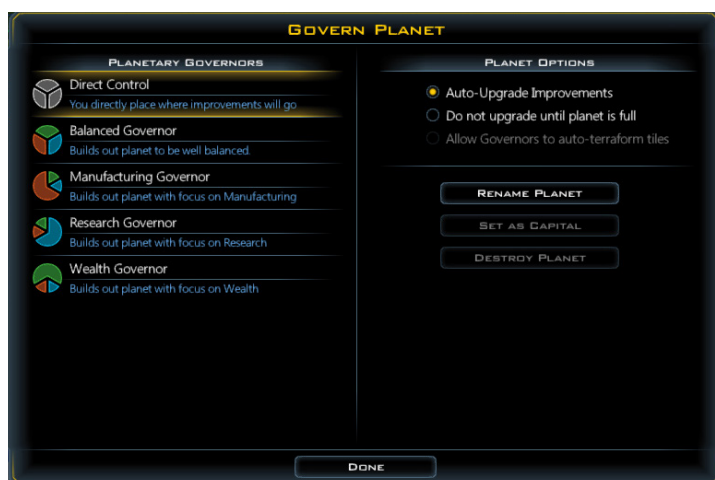 GOVERN PLANET
PLANETARY GOVERNORS
Direct Control
You directly place where improvements will go
Balanced Governor
Builds out planet to be well balanced.
Manufacturing Governor
Builds out planet with focus on Manufacturing
Research Governor
Builds out planet with focus on Research
Wealth Governor
Builds out planet with focus on Wealth
PLANET OPTIONS
Auto-Upgrade Improvements
Do not upgrade until planet is full
Allow Governors to auto-terraform tiles
RENAME PLANET
SET AS CAPITAL
DESTROY PLANET
DONE